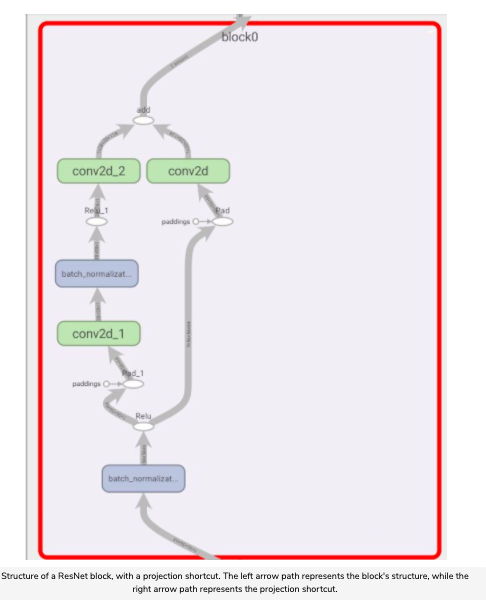 block0
add
conv2d_2
conv2d
Relu_1
Pad
paddings
batch_normalizat...
conv2d_1
Pad_1
paddings
Relu
batch_normalizat...
Structure of a ResNet block, with a projection shortcut. The left arrow path represents the block's structure, while the
right arrow path represents the projection shortcut.